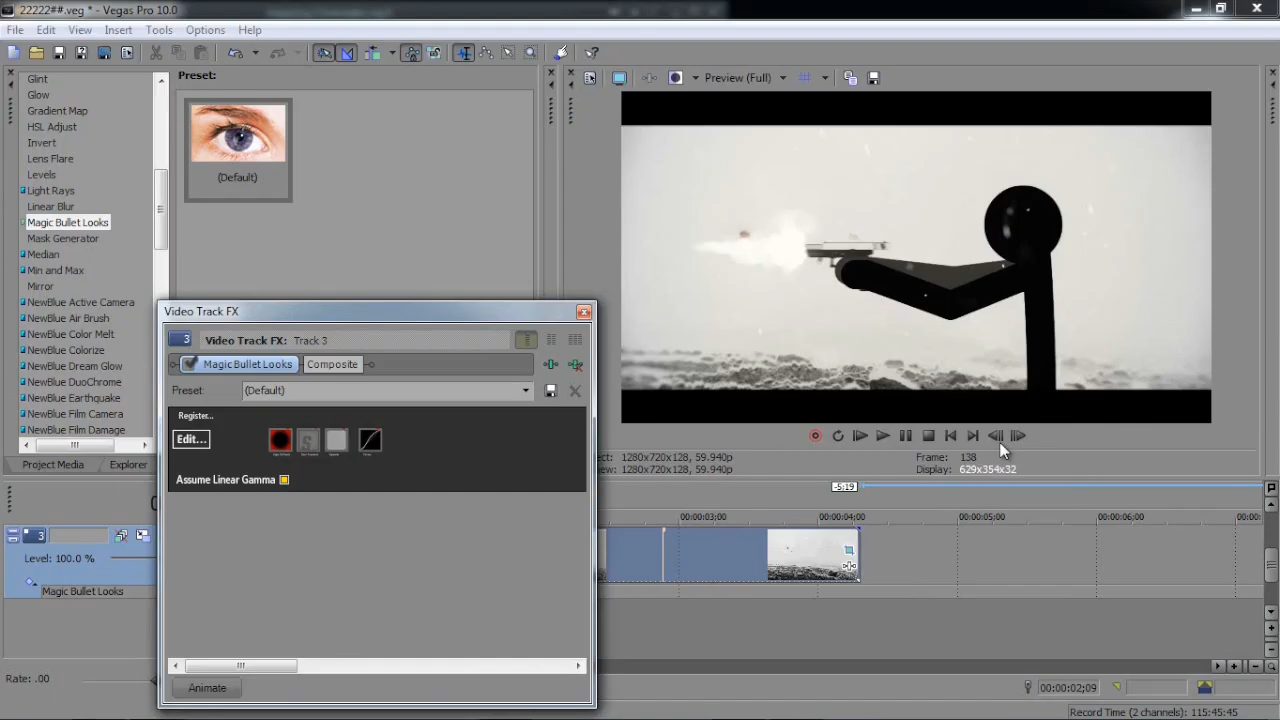 22222##.veg * - Vegas Pro 10.0
File Edit View Insert Tools Options Help
Glint
Glow
Gradient Map
HSL Adjust
Invert
Lens Flare
Levels
Light Rays
Linear Blur
Magic Bullet Looks
Mask Generator
Median
Min and Max
Mirror
NewBlue Active Camera
NewBlue Air Brush
NewBlue Color Melt
NewBlue Colorize
NewBlue Dream Glow
NewBlue DuoChrome
NewBlue Earthquake
NewBlue Film Camera
NewBlue Film Damage
Project Media Explorer
Preset:
(Default)
Preview (Full)
Video Track FX
3 Video Track FX: Track 3
Magic Bullet Looks Composite
Preset: (Default)
Register...
Edit...
Assume Linear Gamma
Animate
1280x720x128, 59.940p
1280x720x128, 59.940p
Frame: 138
Display: 629x354x32
-5;19
00:00:03;00 00:00:04;00 00:00:05;00 00:00:06;00 00:00:
3
Level: 100.0 %
Magic Bullet Looks
Rate: .00
00:00:02;09
Record Time (2 channels): 115:45:45